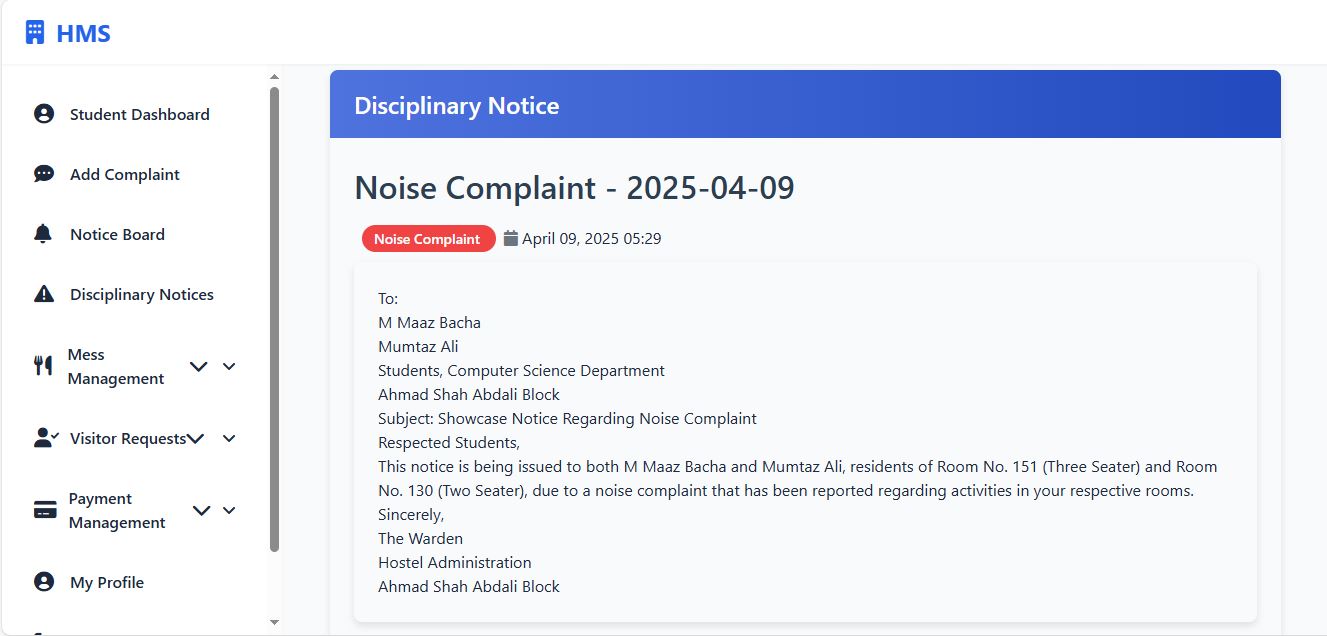 HMS
Student Dashboard
Add Complaint
Notice Board
Disciplinary Notices
Mess
Management
Visitor Requests
Payment
Management
My Profile
Disciplinary Notice
Noise Complaint - 2025-04-09
Noise Complaint April 09, 2025 05:29
To:
M Maaz Bacha
Mumtaz Ali
Students, Computer Science Department
Ahmad Shah Abdali Block
Subject: Showcase Notice Regarding Noise Complaint
Respected Students,
This notice is being issued to both M Maaz Bacha and Mumtaz Ali, residents of Room No. 151 (Three Seater) and Room
No. 130 (Two Seater), due to a noise complaint that has been reported regarding activities in your respective rooms.
Sincerely,
The Warden
Hostel Administration
Ahmad Shah Abdali Block